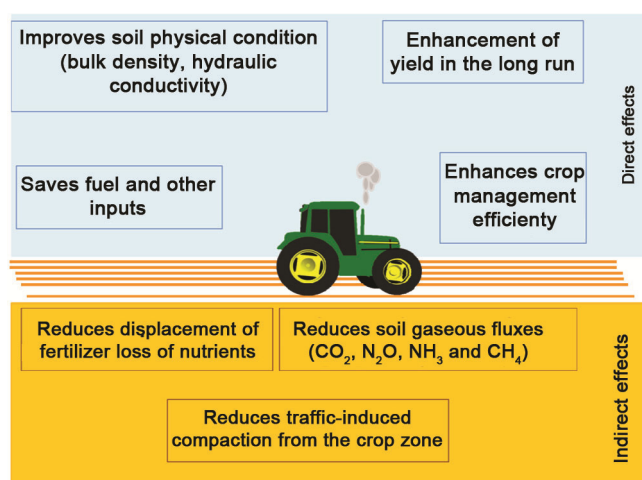 Improves soil physical condition
(bulk density, hydraulic
conductivity)
Enhancement of
yield in the long run
Direct effects
Saves fuel and other
inputs
Enhances crop
management
efficienty
Reduces displacement of
fertilizer loss of nutrients
Reduces soil gaseous fluxes
(CO₂, N₂O, NH₃ and CH₄)
Reduces traffic-induced
compaction from the crop zone
Indirect effects